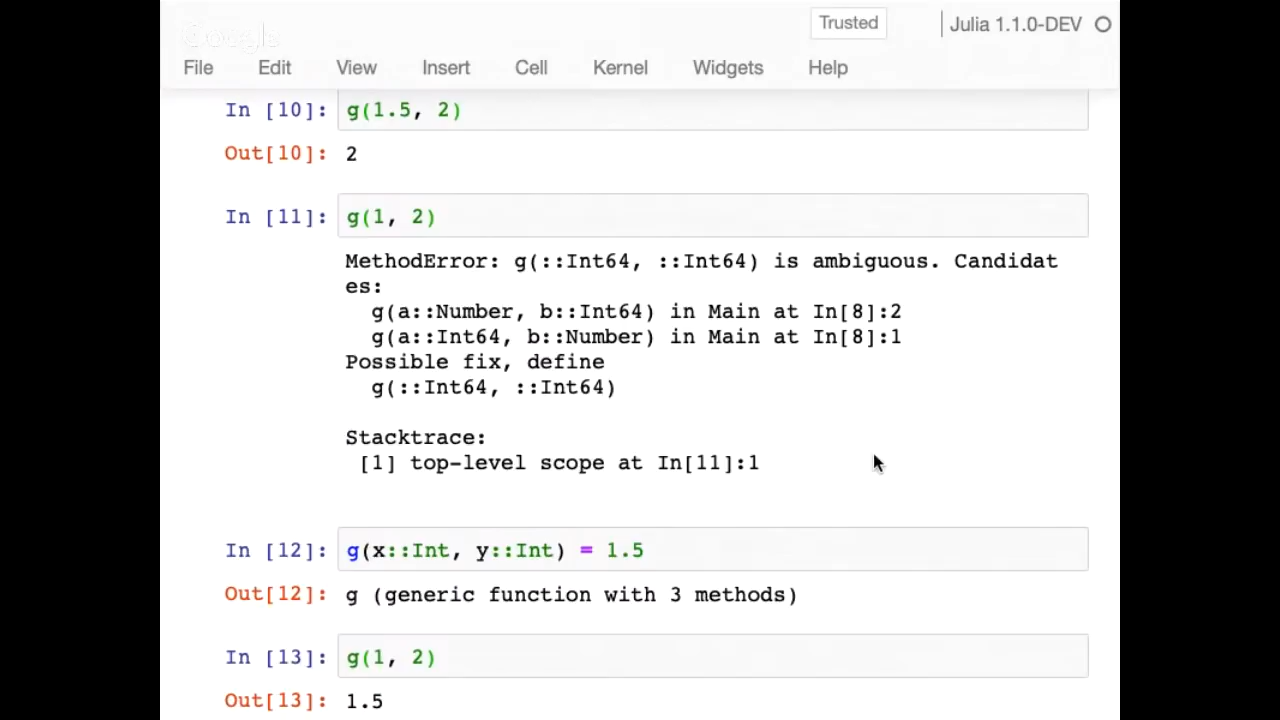 Google
Trusted
Julia 1.1.0-DEV
File Edit View Insert Cell Kernel Widgets Help
In [10]: g(1.5, 2)
Out[10]: 2
In [11]: g(1, 2)
MethodError: g(::Int64, ::Int64) is ambiguous. Candidat
es:
g(a::Number, b::Int64) in Main at In[8]:2
g(a::Int64, b::Number) in Main at In[8]:1
Possible fix, define
g(::Int64, ::Int64)
Stacktrace:
[1] top-level scope at In[11]:1
In [12]: g(x::Int, y::Int) = 1.5
Out[12]: g (generic function with 3 methods)
In [13]: g(1, 2)
Out[13]: 1.5